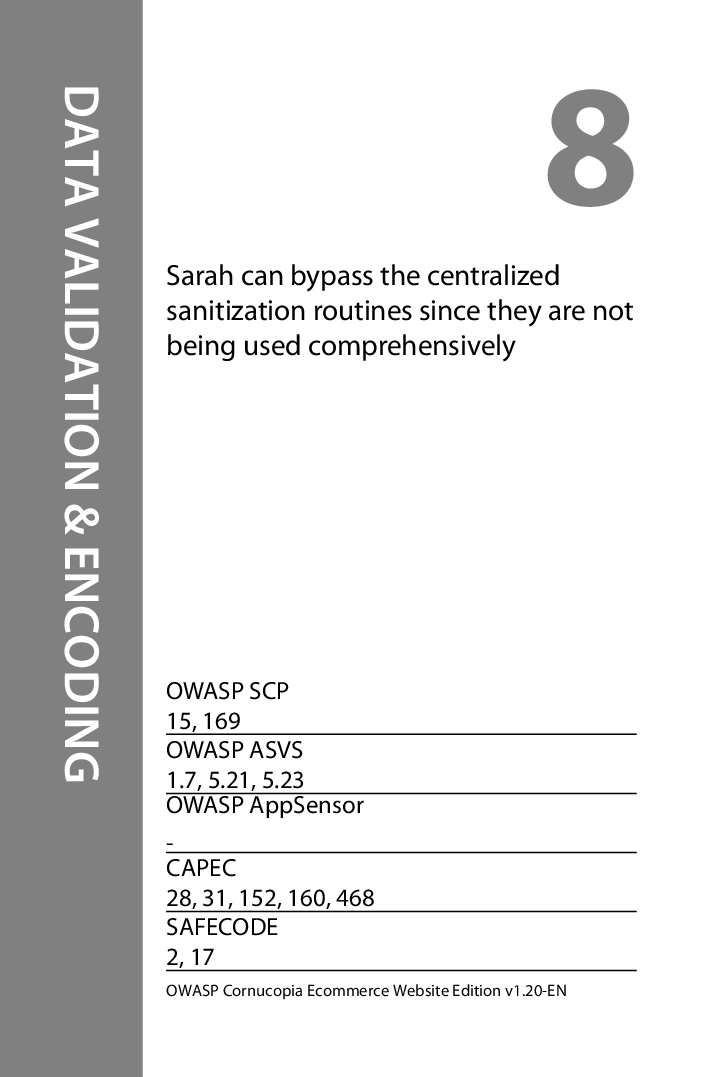 DATA VALIDATION & ENCODING
8
Sarah can bypass the centralized
sanitization routines since they are not
being used comprehensively
OWASP SCP
15, 169
OWASP ASVS
1.7, 5.21, 5.23
OWASP AppSensor
-
CAPEC
28, 31, 152, 160, 468
SAFECODE
2, 17
OWASP Cornucopia Ecommerce Website Edition v1.20-EN